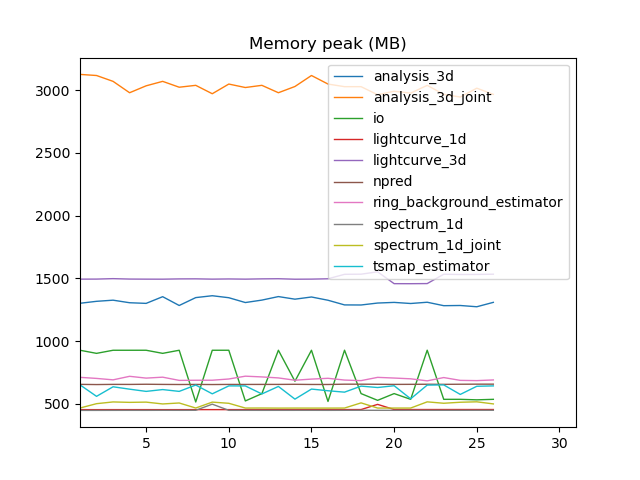 Memory peak (MB)
3000
2500
2000
1500
1000
500
analysis_3d
analysis_3d_joint
io
lightcurve_1d
lightcurve_3d
npred
ring_background_estimator
spectrum_1d
spectrum_1d_joint
tsmap_estimator
5 10 15 20 25 30